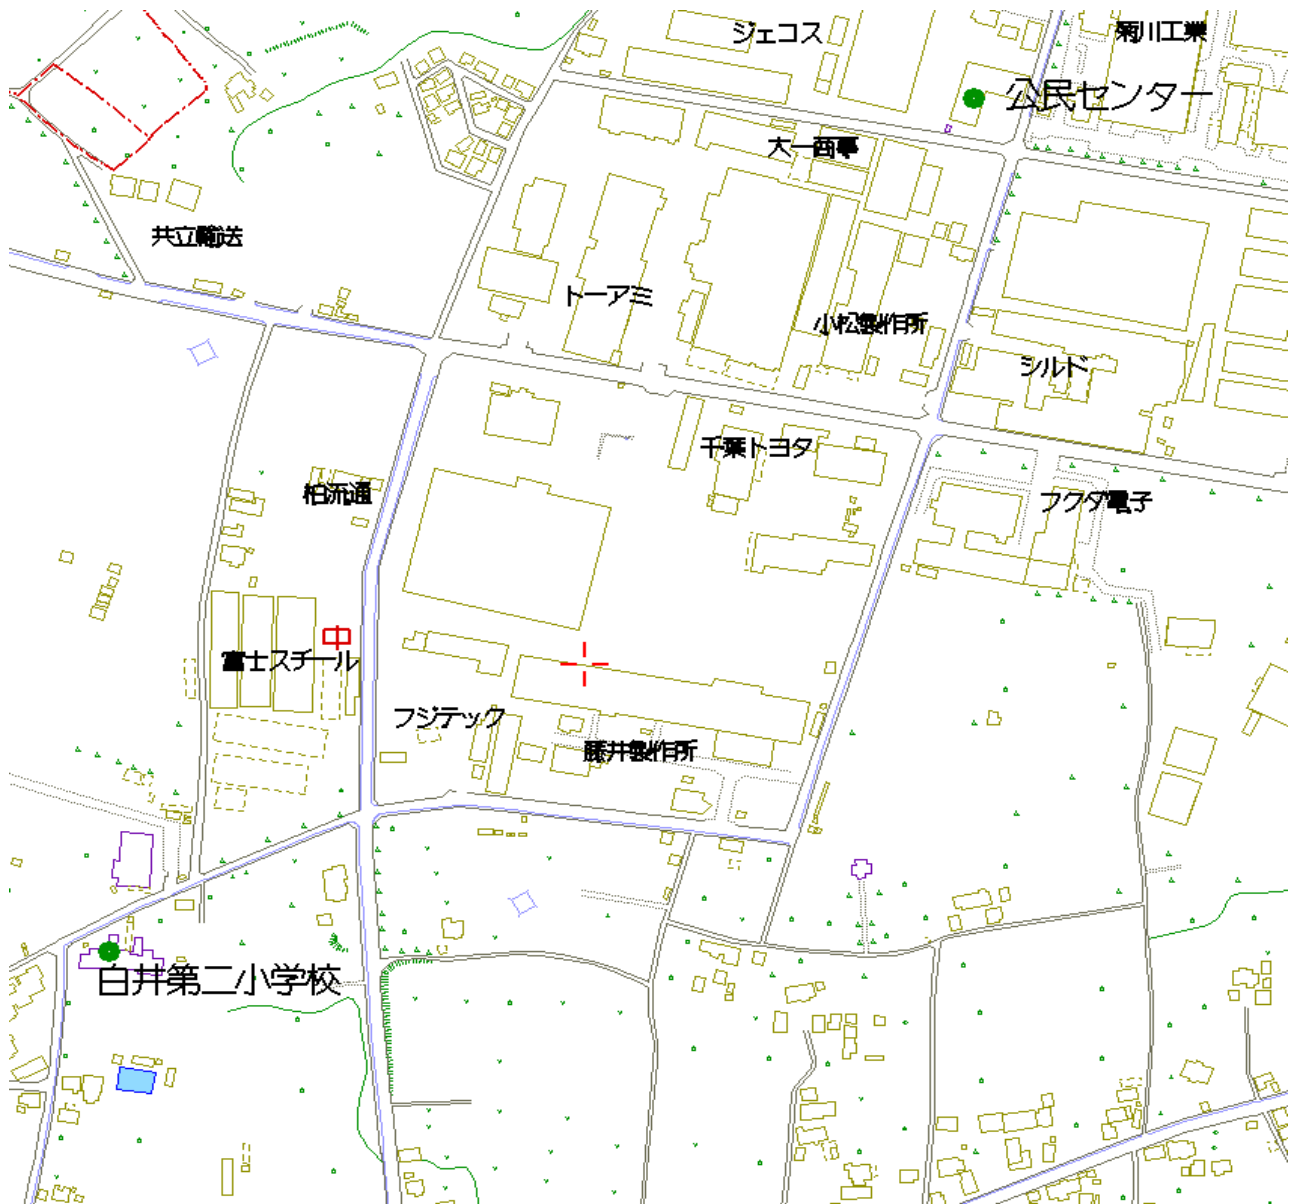 ジェコス
菊川工業
公民センター
大一商事
共立輸送
トーアミ
小松製作所
シルド
千葉トヨタ
柏流通
フクダ電子
中
富士スチール
フジテック
藤井製作所
白井第二小学校